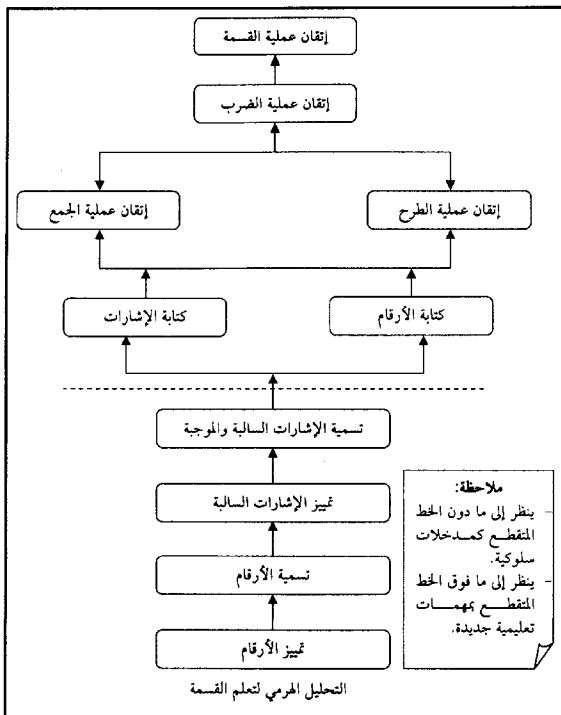 إتقان عملية القسمة
إتقان عملية الضرب
إتقان عملية الطرح
إتقان عملية الجمع
كتابة الأرقام
كتابة الإشارات
تسمية الإشارات السالبة والموجبة
تمييز الإشارات السالبة
تسمية الأرقام
تمييز الأرقام
ملاحظة:
- ينظر إلى ما دون الخط
المتقطع كمدخلات
سلوكية.
- ينظر إلى ما فوق الخط
المتقطع بمهمات
تعليمية جديدة.
التحليل الهرمي لتعلم القسمة